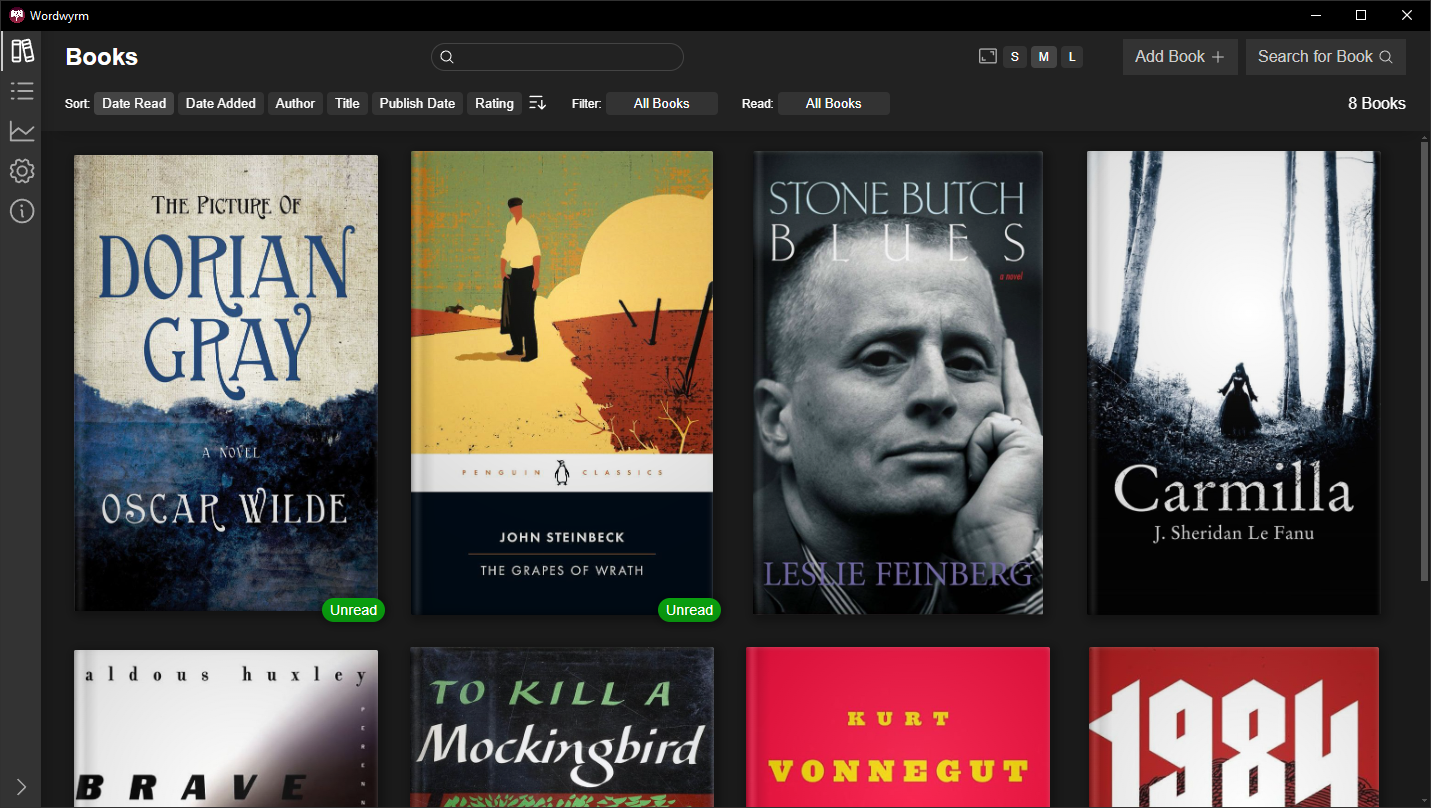 Wordwyrm
Books
S M L
Add Book
Search for Book
Sort: Date Read Date Added Author Title Publish Date Rating
Filter: All Books
Read: All Books
8 Books
THE PICTURE OF
DORIAN
GRAY
A NOVEL
OSCAR WILDE
Unread
PENGUIN CLASSICS
JOHN STEINBECK
THE GRAPES OF WRATH
Unread
STONE BUTCH
BLUES
a novel
LESLIE FEINBERG
Carmilla
J. Sheridan Le Fanu
aldous huxley
BRAVE
TO KILL A
Mockingbird
KURT
VONNEGUT
1984